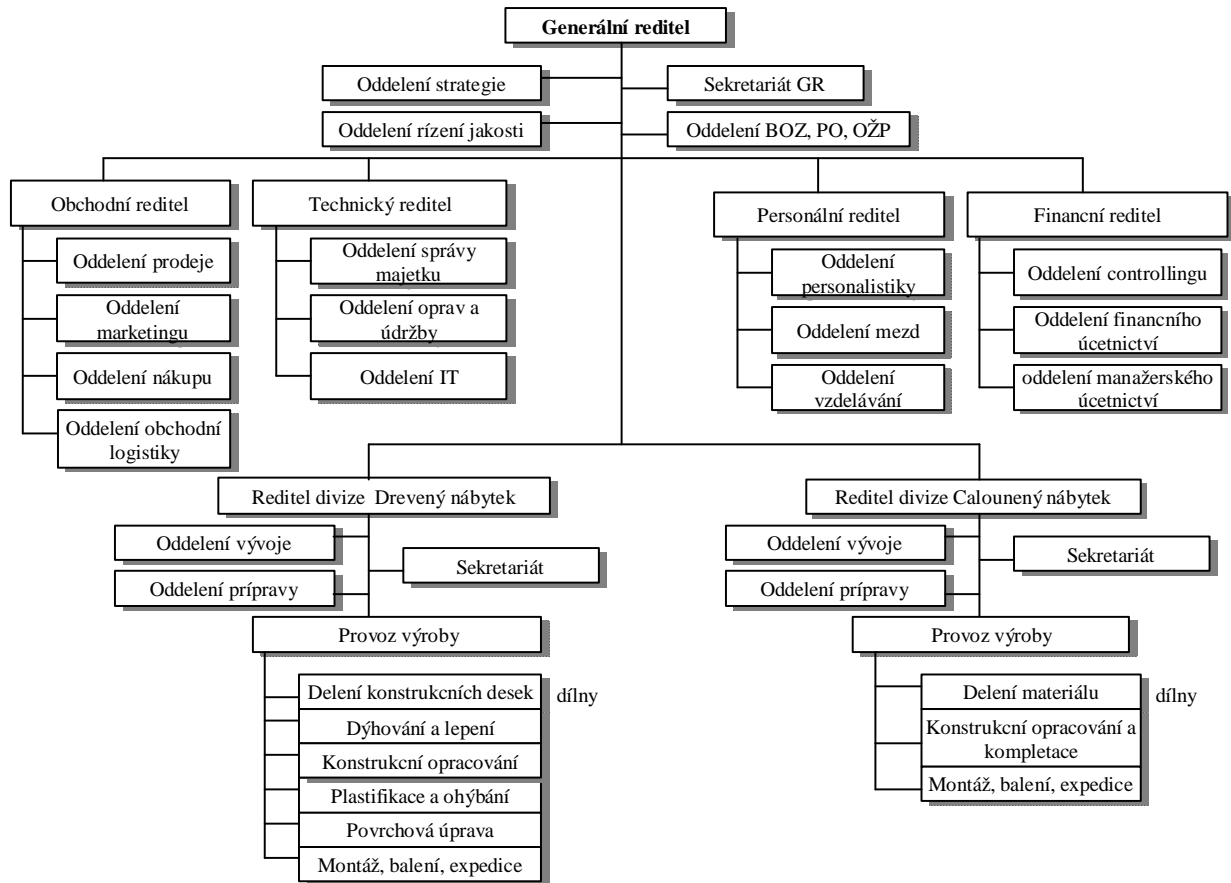 Generální reditel
Oddelení strategie
Sekretariát GR
Oddelení rízení jakosti
Oddelení BOZ, PO, OŽP
Obchodní reditel
Technický reditel
Personální reditel
Financní reditel
Oddelení prodeje
Oddelení
marketingu
Oddelení nákupu
Oddelení obchodní
logistiky
Oddelení správy
majetku
Oddelení oprav a
údržby
Oddelení IT
Oddelení
personalistiky
Oddelení mezd
Oddelení
vzdelávání
Oddelení controllingu
Oddelení financního
úcetnictví
oddelení manažerského
úcetnictví
Reditel divize Drevený nábytek
Oddelení vývoje
Sekretariát
Oddelení prípravy
Provoz výroby
Delení konstrukcních desek
dílny
Dýhování a lepení
Konstrukcní opracování
Plastifikace a ohýbání
Povrchová úprava
Montáž, balení, expedice
Reditel divize Calounený nábytek
Oddelení vývoje
Sekretariát
Oddelení prípravy
Provoz výroby
Delení materiálu
dílny
Konstrukcní opracování a
kompletace
Montáž, balení, expedice